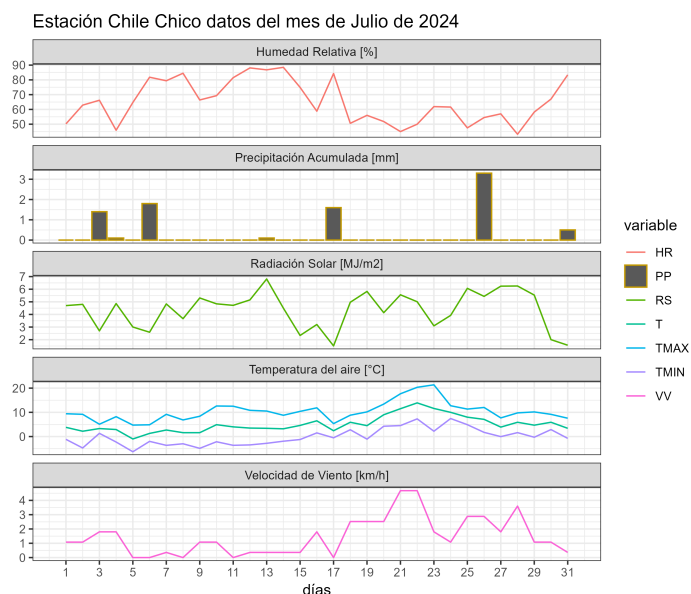 Estación Chile Chico datos del mes de Julio de 2024
Humedad Relativa [%]
90
80
70
60
50
Precipitación Acumulada [mm]
3
2
1
0
Radiación Solar [MJ/m2]
7
6
5
4
3
2
Temperatura del aire [°C]
20
10
0
Velocidad de Viento [km/h]
4
3
2
1
0
1 3 5 7 9 11 13 15 17 19 21 23 25 27 29 31
días
variable
HR
PP
RS
T
TMAX
TMIN
VV